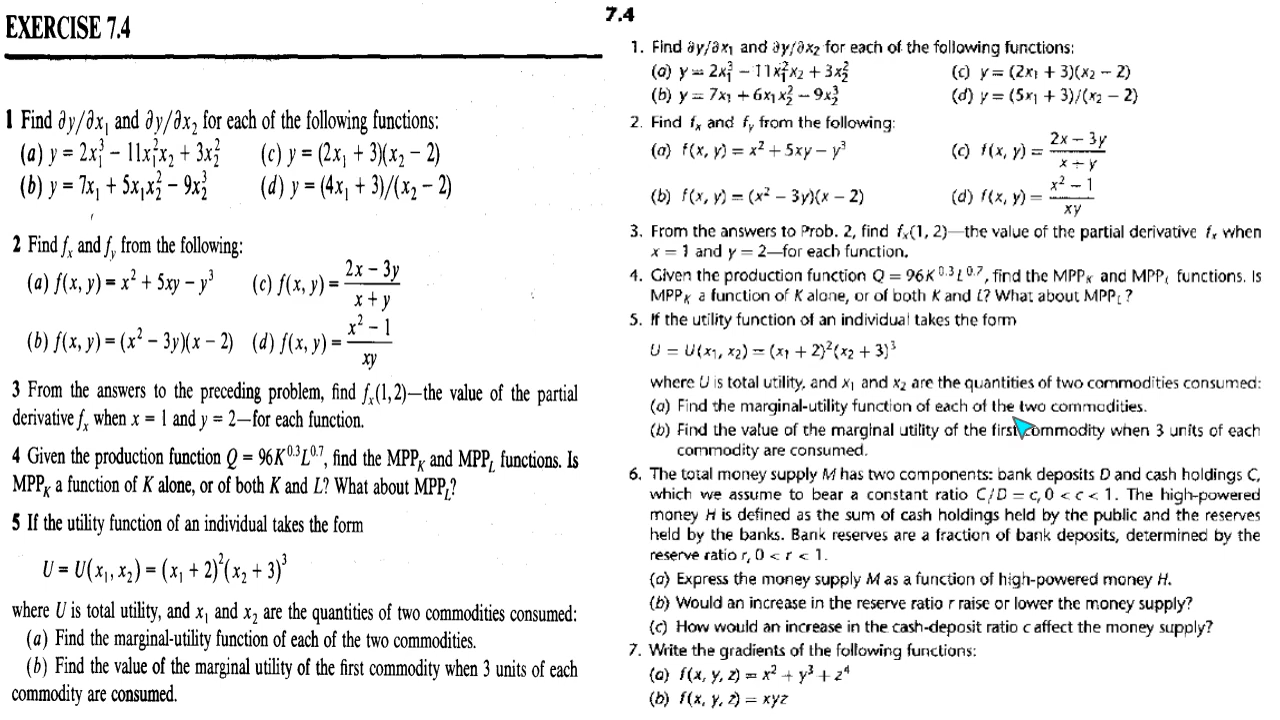 EXERCISE 7.4
1 Find ∂y/∂x₁ and ∂y/∂x₂ for each of the following functions:
(a) y = 2x₁³ − 11x₁²x₂ + 3x₂² (c) y = (2x₁ + 3)(x₂ − 2)
(b) y = 7x₁ + 5x₁x₂² − 9x₂³ (d) y = (4x₁ + 3)/(x₂ − 2)
2 Find fₓ and f_y from the following:
(a) f(x, y) = x² + 5xy − y³ (c) f(x, y) = (2x − 3y)/(x + y)
(b) f(x, y) = (x² − 3y)(x − 2) (d) f(x, y) = (x² − 1)/(xy)
3 From the answers to the preceding problem, find fₓ(1,2)—the value of the partial
derivative fₓ when x = 1 and y = 2—for each function.
4 Given the production function Q = 96K^0.3 L^0.7, find the MPP_K and MPP_L functions. Is
MPP_K a function of K alone, or of both K and L? What about MPP_L?
5 If the utility function of an individual takes the form
U = U(x₁, x₂) = (x₁ + 2)²(x₂ + 3)³
where U is total utility, and x₁ and x₂ are the quantities of two commodities consumed:
(a) Find the marginal-utility function of each of the two commodities.
(b) Find the value of the marginal utility of the first commodity when 3 units of each
commodity are consumed.
7.4
1. Find ∂y/∂x₁ and ∂y/∂x₂ for each of the following functions:
(a) y = 2x₁³ − 11x₁²x₂ + 3x₂² (c) y = (2x₁ + 3)(x₂ − 2)
(b) y = 7x₁ + 6x₁x₂² − 9x₂³ (d) y = (5x₁ + 3)/(x₂ − 2)
2. Find fₓ and f_y from the following:
(a) f(x, y) = x² + 5xy − y³ (c) f(x, y) = (2x − 3y)/(x + y)
(b) f(x, y) = (x² − 3y)(x − 2) (d) f(x, y) = (x² − 1)/(xy)
3. From the answers to Prob. 2, find fₓ(1, 2)—the value of the partial derivative fₓ when
x = 1 and y = 2—for each function.
4. Given the production function Q = 96K^0.3 L^0.7, find the MPP_K and MPP_L functions. Is
MPP_K a function of K alone, or of both K and L? What about MPP_L?
5. If the utility function of an individual takes the form
U = U(x₁, x₂) = (x₁ + 2)²(x₂ + 3)³
where U is total utility, and x₁ and x₂ are the quantities of two commodities consumed:
(a) Find the marginal-utility function of each of the two commodities.
(b) Find the value of the marginal utility of the first commodity when 3 units of each
commodity are consumed.
6. The total money supply M has two components: bank deposits D and cash holdings C,
which we assume to bear a constant ratio C/D = c, 0 < c < 1. The high-powered
money H is defined as the sum of cash holdings held by the public and the reserves
held by the banks. Bank reserves are a fraction of bank deposits, determined by the
reserve ratio r, 0 < r < 1.
(a) Express the money supply M as a function of high-powered money H.
(b) Would an increase in the reserve ratio r raise or lower the money supply?
(c) How would an increase in the cash-deposit ratio c affect the money supply?
7. Write the gradients of the following functions:
(a) f(x, y, z) = x² + y³ + z⁴
(b) f(x, y, z) = xyz